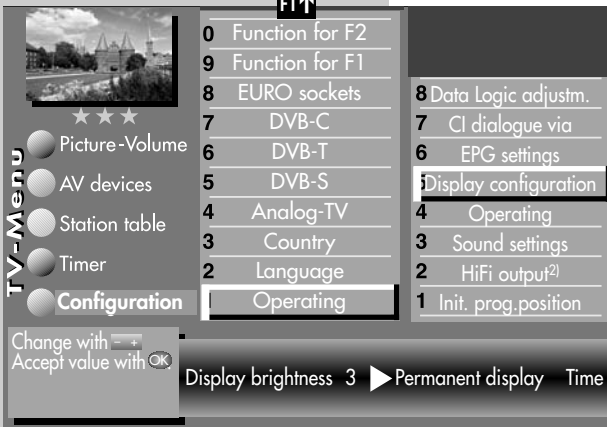 F1↑
0 Function for F2
9 Function for F1
8 EURO sockets
7 DVB-C
6 DVB-T
5 DVB-S
4 Analog-TV
3 Country
2 Language
1 Operating
8 Data Logic adjustm.
7 CI dialogue via
6 EPG settings
5 Display configuration
4 Operating
3 Sound settings
2 HiFi output2)
1 Init. prog.position
TV-Menu
Picture-Volume
AV devices
Station table
Timer
Configuration
Change with - +
Accept value with OK.
Display brightness 3 ▶Permanent display Time